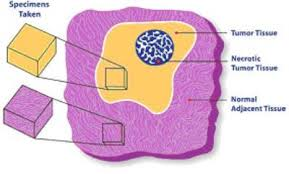 Specimens
Taken
Tumor Tissue
Necrotic
Tumor Tissue
Normal
Adjacent Tissue